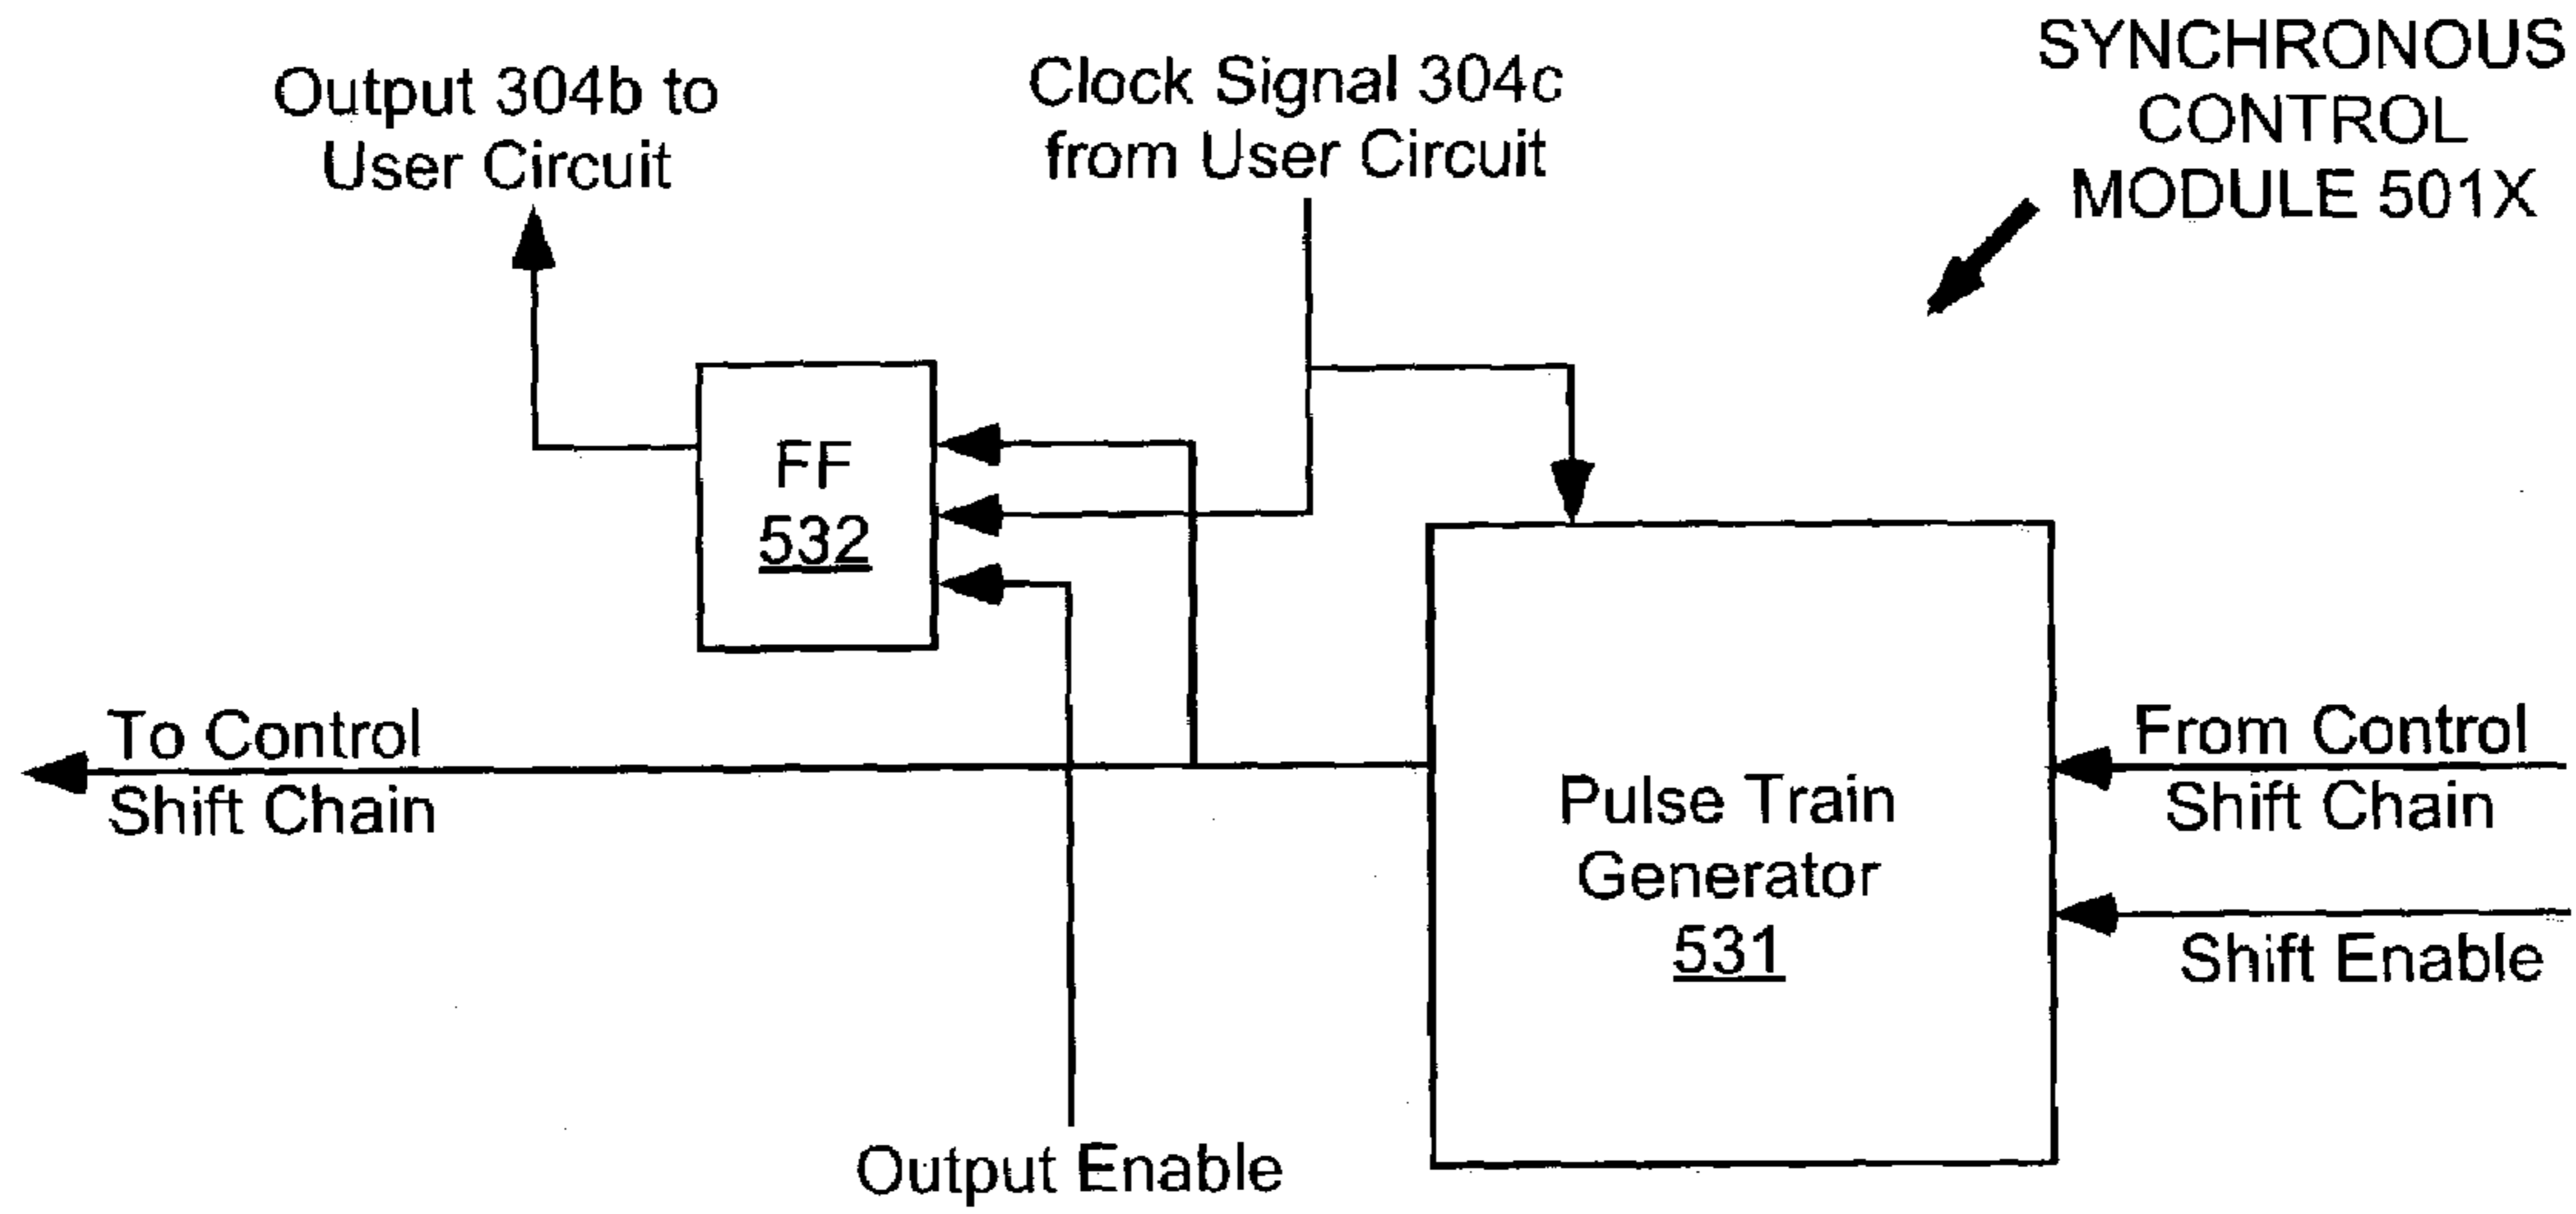 SYNCHRONOUS
CONTROL
MODULE 501X
Output 304b to
User Circuit
Clock Signal 304c
from User Circuit
FF
532
To Control
Shift Chain
Pulse Train
Generator
531
From Control
Shift Chain
Shift Enable
Output Enable